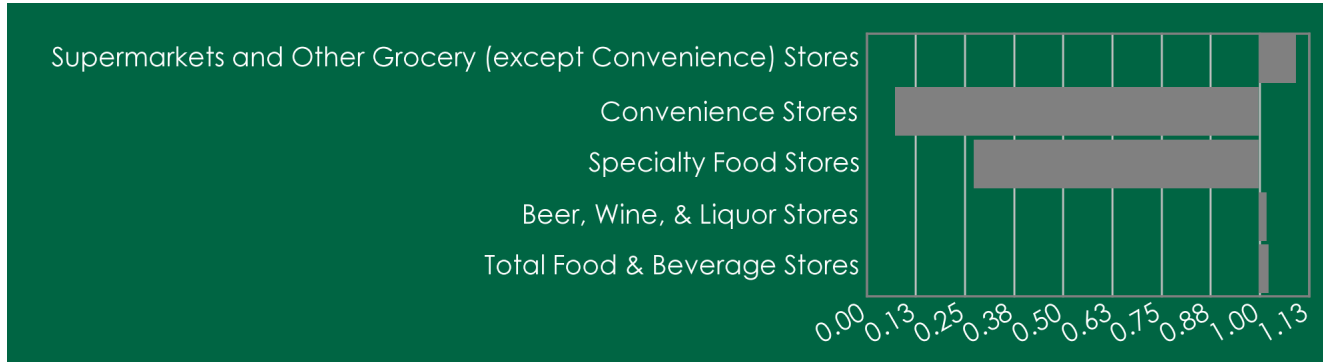 Supermarkets and Other Grocery (except Convenience) Stores
Convenience Stores
Specialty Food Stores
Beer, Wine, & Liquor Stores
Total Food & Beverage Stores
0.00 0.13 0.25 0.38 0.50 0.63 0.75 0.88 1.00 1.13